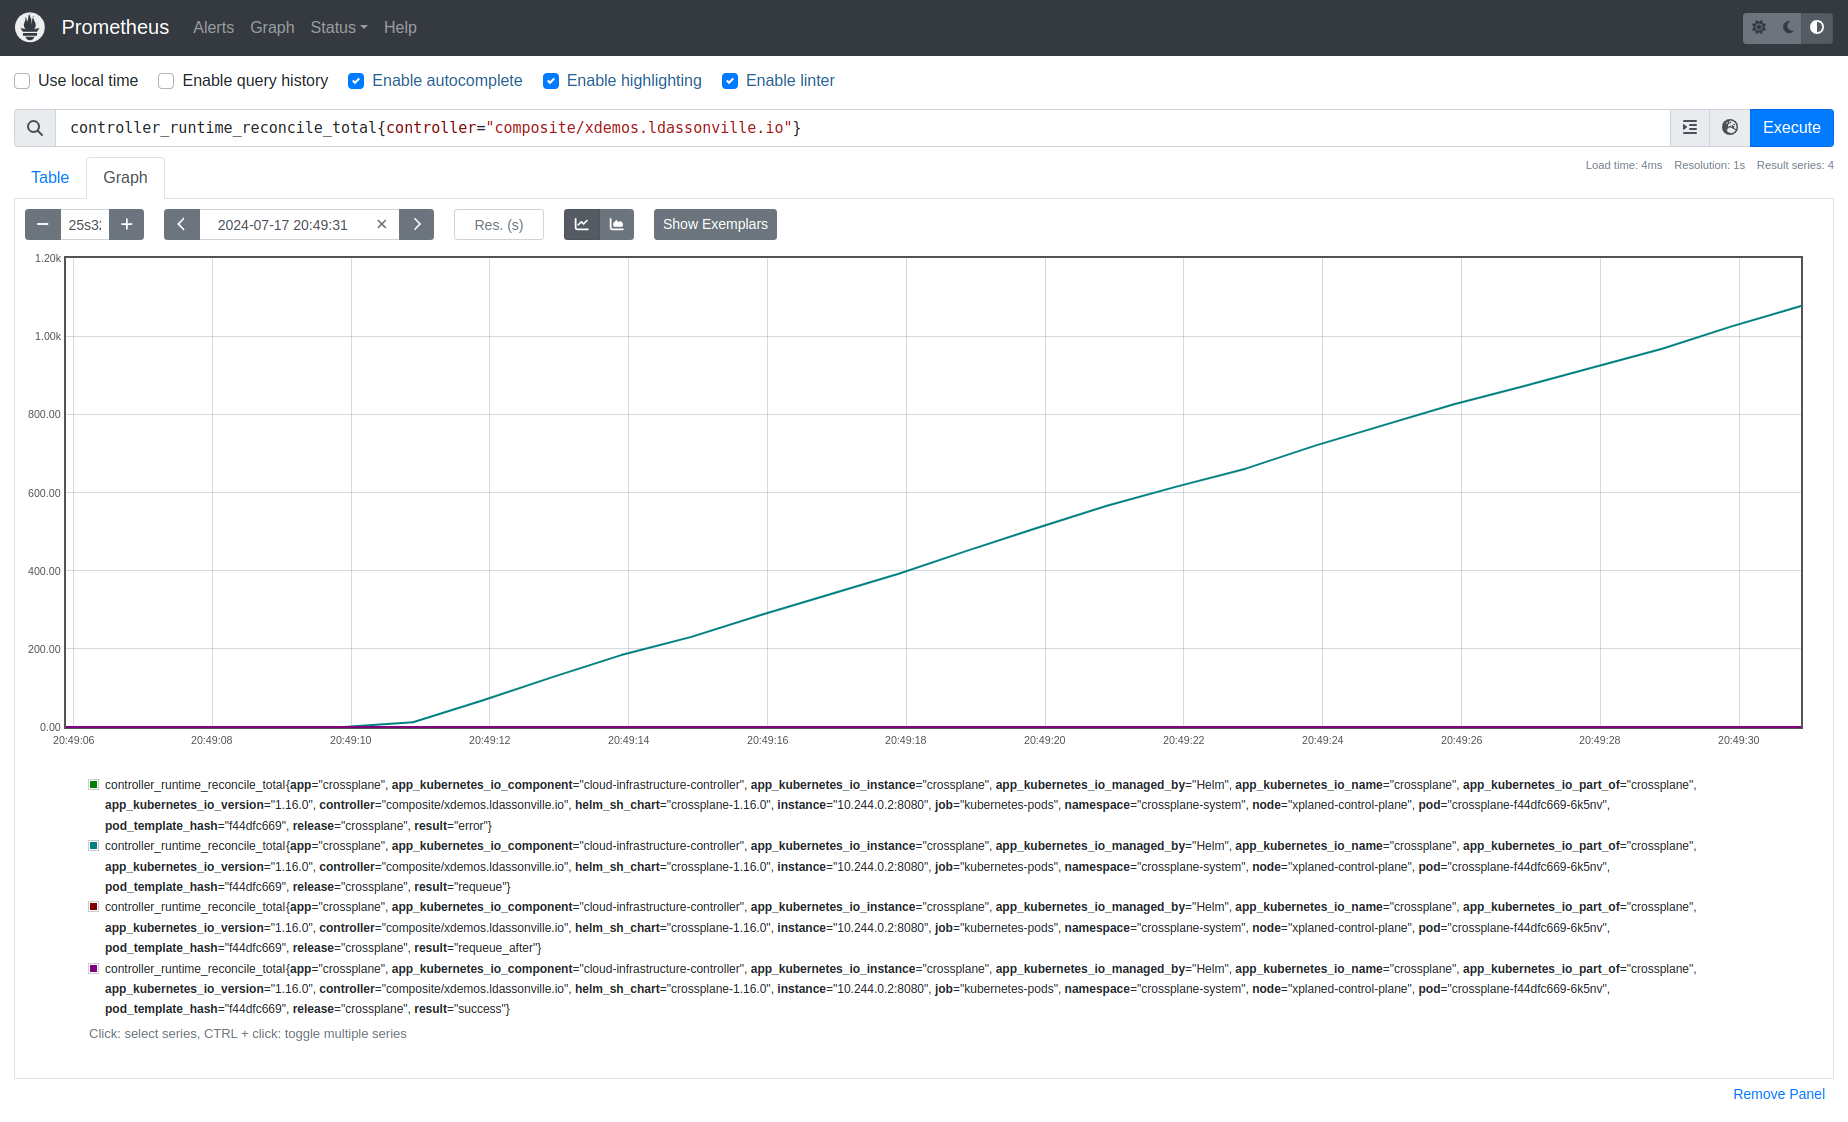 Prometheus Alerts Graph Status Help
Use local time Enable query history Enable autocomplete Enable highlighting Enable linter
controller_runtime_reconcile_total{controller="composite/xdemos.ldassonville.io"} Execute
Table Graph Load time: 4ms Resolution: 1s Result series: 4
25s3 2024-07-17 20:49:31 Res. (s) Show Exemplars
1.20k
1.00k
800.00
600.00
400.00
200.00
0.00
20:49:06 20:49:08 20:49:10 20:49:12 20:49:14 20:49:16 20:49:18 20:49:20 20:49:22 20:49:24 20:49:26 20:49:28 20:49:30
controller_runtime_reconcile_total{app="crossplane", app_kubernetes_io_component="cloud-infrastructure-controller", app_kubernetes_io_instance="crossplane", app_kubernetes_io_managed_by="Helm", app_kubernetes_io_name="crossplane", app_kubernetes_io_part_of="crossplane",
app_kubernetes_io_version="1.16.0", controller="composite/xdemos.ldassonville.io", helm_sh_chart="crossplane-1.16.0", instance="10.244.0.2:8080", job="kubernetes-pods", namespace="crossplane-system", node="xplaned-control-plane", pod="crossplane-f44dfc669-6k5nv",
pod_template_hash="f44dfc669", release="crossplane", result="error"}
controller_runtime_reconcile_total{app="crossplane", app_kubernetes_io_component="cloud-infrastructure-controller", app_kubernetes_io_instance="crossplane", app_kubernetes_io_managed_by="Helm", app_kubernetes_io_name="crossplane", app_kubernetes_io_part_of="crossplane",
app_kubernetes_io_version="1.16.0", controller="composite/xdemos.ldassonville.io", helm_sh_chart="crossplane-1.16.0", instance="10.244.0.2:8080", job="kubernetes-pods", namespace="crossplane-system", node="xplaned-control-plane", pod="crossplane-f44dfc669-6k5nv",
pod_template_hash="f44dfc669", release="crossplane", result="requeue"}
controller_runtime_reconcile_total{app="crossplane", app_kubernetes_io_component="cloud-infrastructure-controller", app_kubernetes_io_instance="crossplane", app_kubernetes_io_managed_by="Helm", app_kubernetes_io_name="crossplane", app_kubernetes_io_part_of="crossplane",
app_kubernetes_io_version="1.16.0", controller="composite/xdemos.ldassonville.io", helm_sh_chart="crossplane-1.16.0", instance="10.244.0.2:8080", job="kubernetes-pods", namespace="crossplane-system", node="xplaned-control-plane", pod="crossplane-f44dfc669-6k5nv",
pod_template_hash="f44dfc669", release="crossplane", result="requeue_after"}
controller_runtime_reconcile_total{app="crossplane", app_kubernetes_io_component="cloud-infrastructure-controller", app_kubernetes_io_instance="crossplane", app_kubernetes_io_managed_by="Helm", app_kubernetes_io_name="crossplane", app_kubernetes_io_part_of="crossplane",
app_kubernetes_io_version="1.16.0", controller="composite/xdemos.ldassonville.io", helm_sh_chart="crossplane-1.16.0", instance="10.244.0.2:8080", job="kubernetes-pods", namespace="crossplane-system", node="xplaned-control-plane", pod="crossplane-f44dfc669-6k5nv",
pod_template_hash="f44dfc669", release="crossplane", result="success"}
Click: select series, CTRL + click: toggle multiple series
Remove Panel